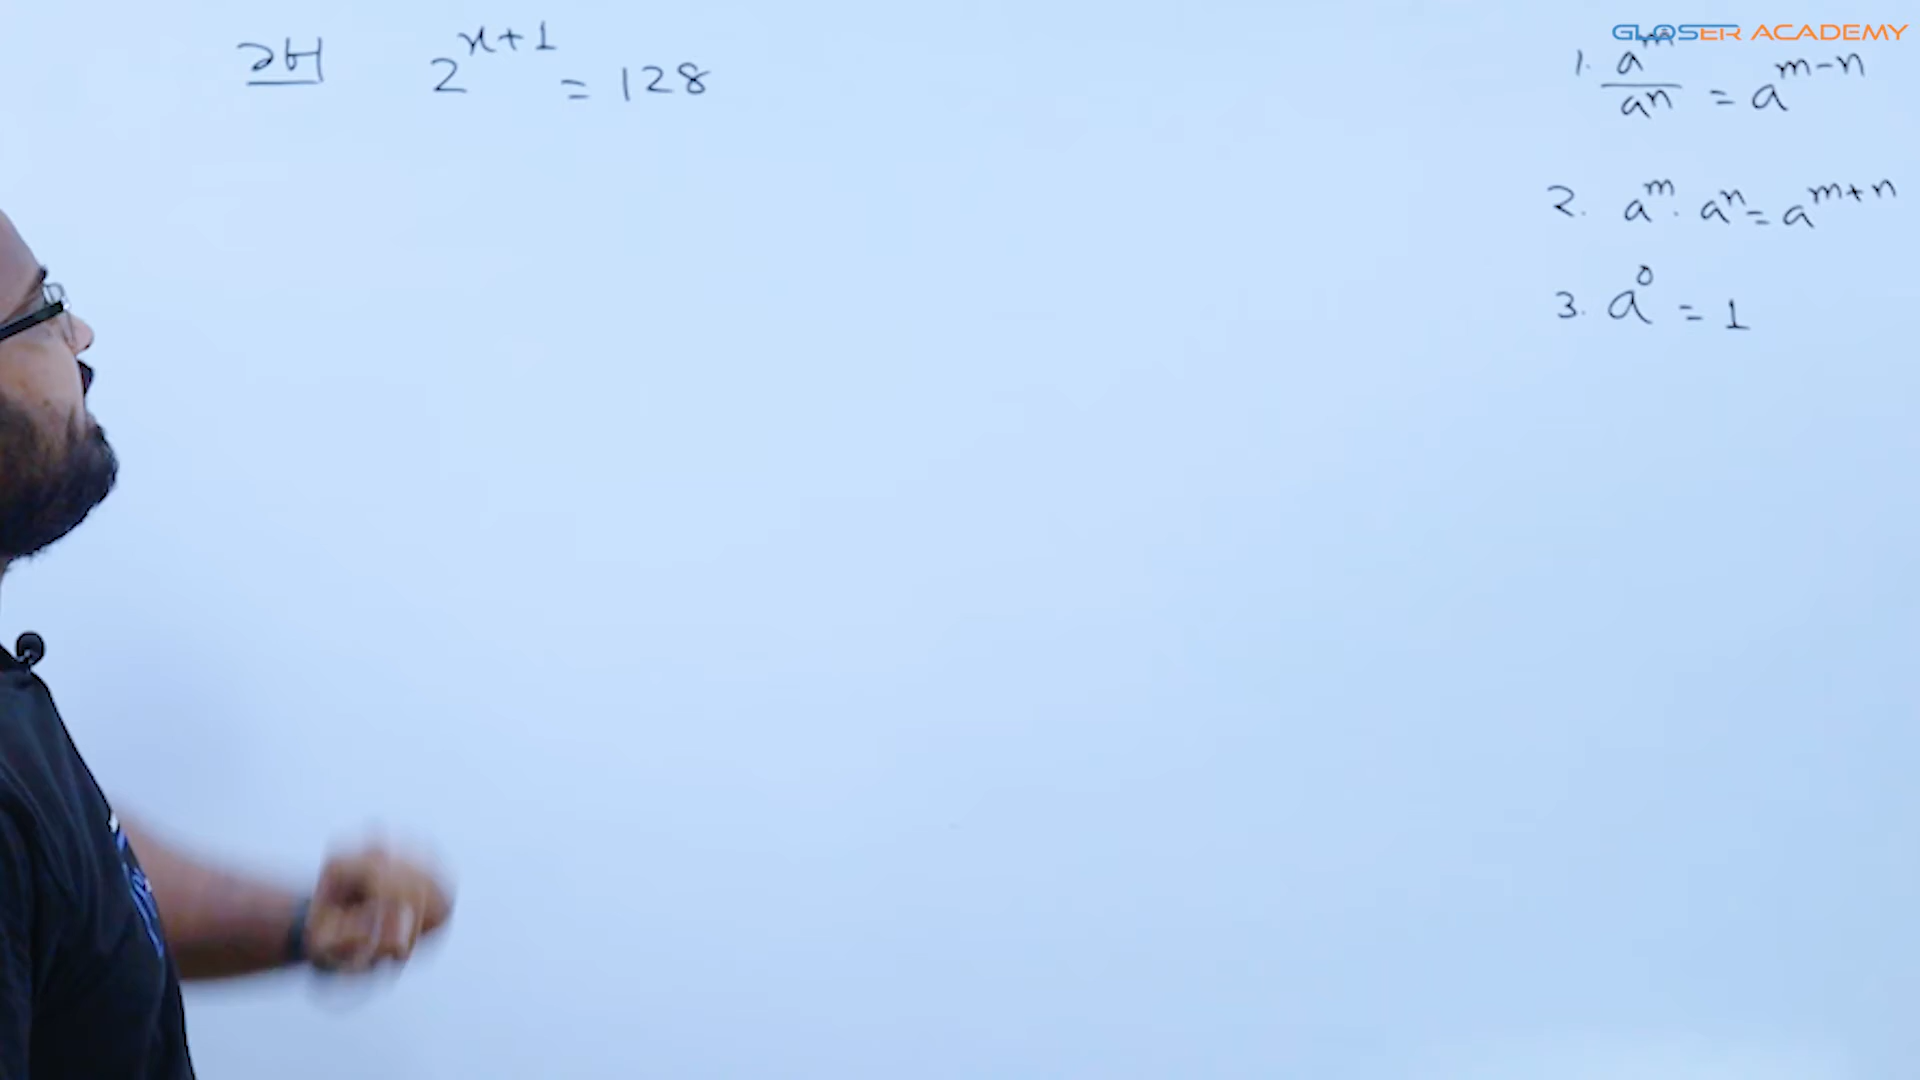 2H 2^{x+1} = 128
GLOSER ACADEMY
1. a^m / a^n = a^{m-n}
2. a^m · a^n = a^{m+n}
3. a^0 = 1